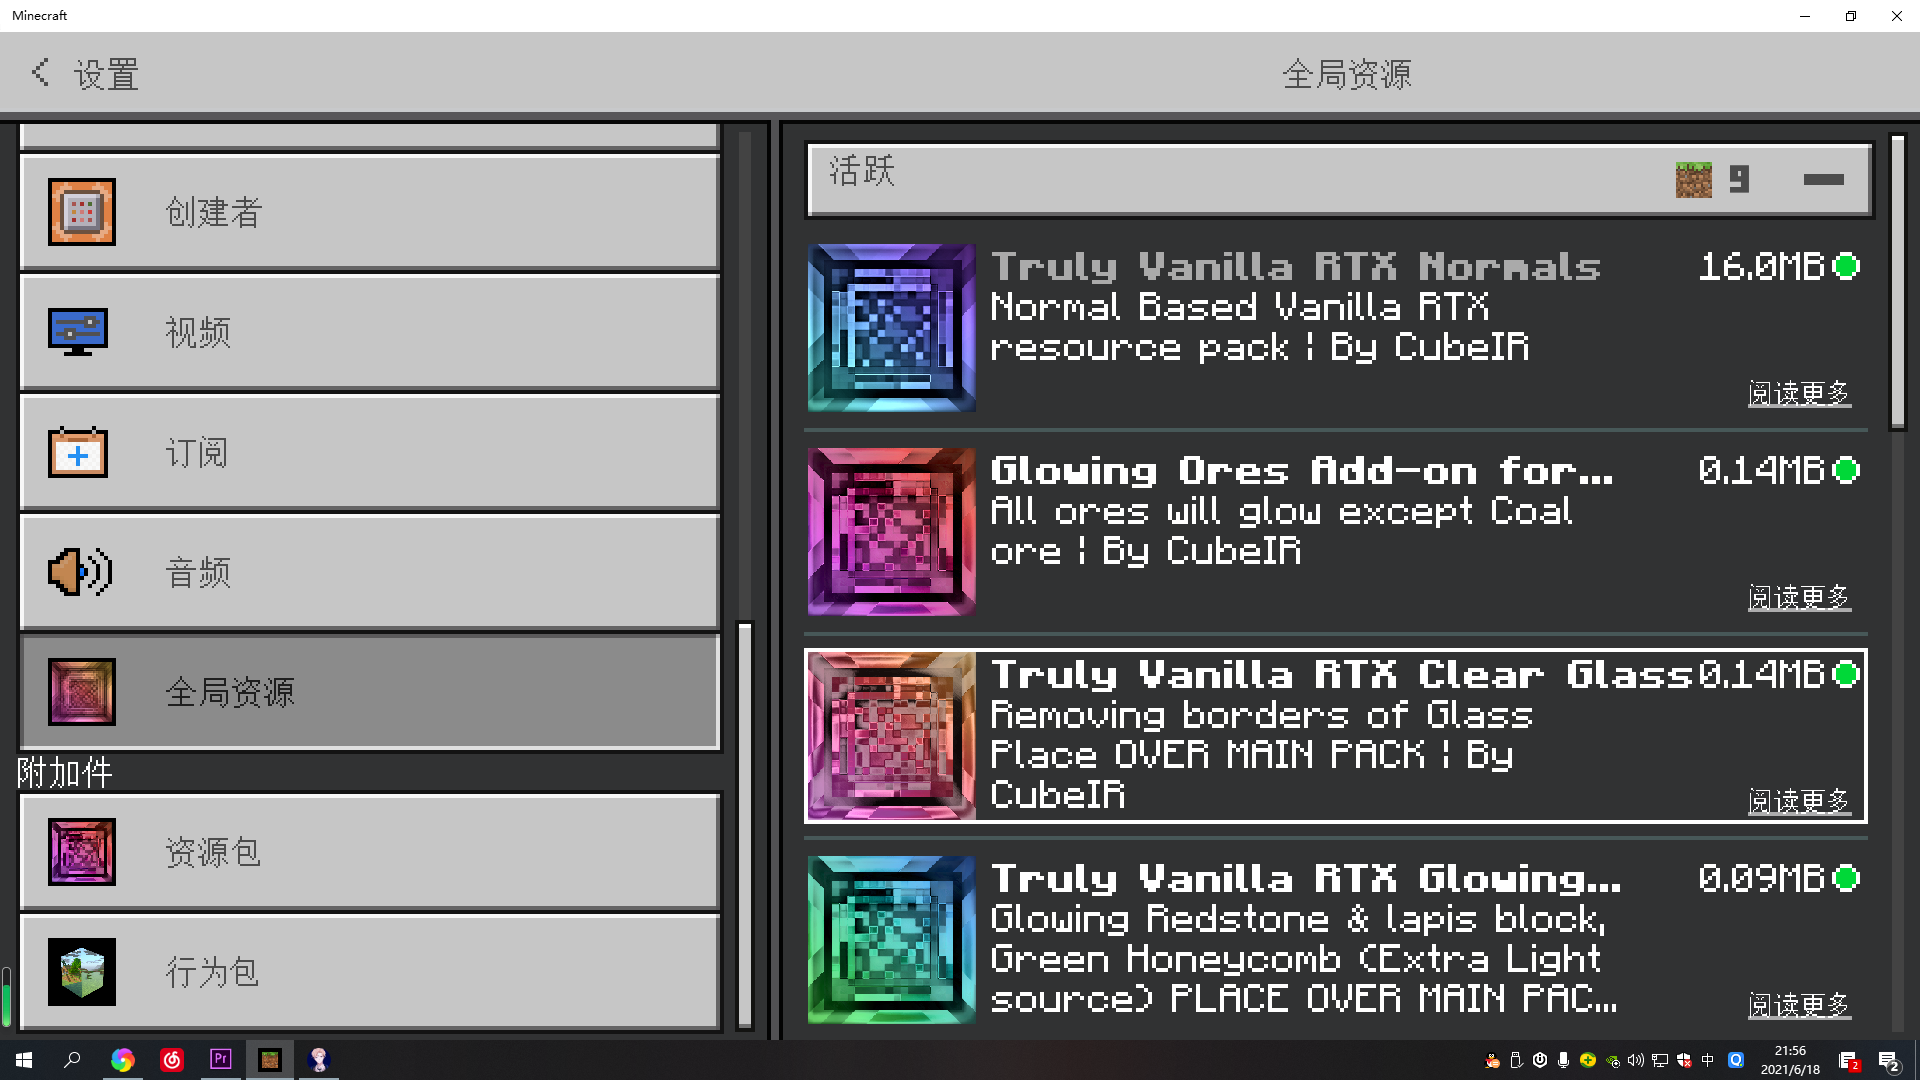 Minecraft
设置
全局资源
创建者
视频
订阅
音频
全局资源
附加件
资源包
行为包
活跃
9
Truly Vanilla RTX Normals
16.0MB
Normal Based Vanilla RTX
resource pack | By CubeIR
阅读更多
Glowing Ores Add-on for...
0.14MB
All ores will glow except Coal
ore | By CubeIR
阅读更多
Truly Vanilla RTX Clear Glass
0.14MB
Removing borders of Glass
Place OVER MAIN PACK | By
CubeIR
阅读更多
Truly Vanilla RTX Glowing...
0.09MB
Glowing Redstone & lapis block,
Green Honeycomb (Extra Light
source) PLACE OVER MAIN PAC...
阅读更多
Pr
中
21:56
2021/6/18
2
2